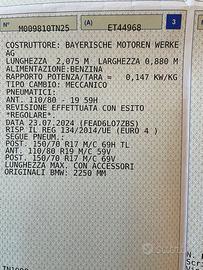 (A)
3
M009810TN25 ET44968
COSTRUTTORE: BAYERISCHE MOTOREN WERKE
AG
LUNGHEZZA 2,075 M LARGHEZZA 0,880 M
ALIMENTAZIONE:BENZINA
RAPPORTO POTENZA/TARA = 0,147 KW/KG
TIPO CAMBIO: MECCANICO
PNEUMATICI:
ANT. 110/80 - 19 59H
REVISIONE EFFETTUATA CON ESITO
*REGOLARE*.
DATA 23.07.2024 (FEAD6LO7ZBS)
RISP IL REG 134/2014/UE (EURO 4 )
SEGUE PNEUM.:
POST. 150/70 R17 M/C 69H TL
ANT. 110/80 R19 M/C 59V
POST. 150/70 R17 M/C 69V
LUNGHEZZA MAX. CON ACCESSORI
ORIGINALI BMW: 2250 MM
subito